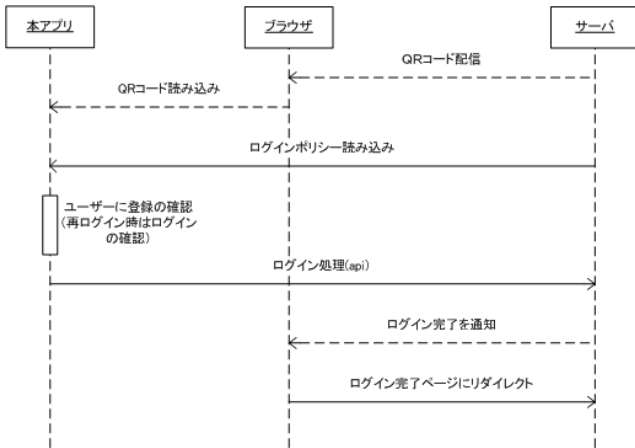 本アプリ
ブラウザ
サーバ
QRコード配信
QRコード読み込み
ログインポリシー読み込み
ユーザーに登録の確認
(再ログイン時はログイン
の確認)
ログイン処理(api)
ログイン完了を通知
ログイン完了ページにリダイレクト